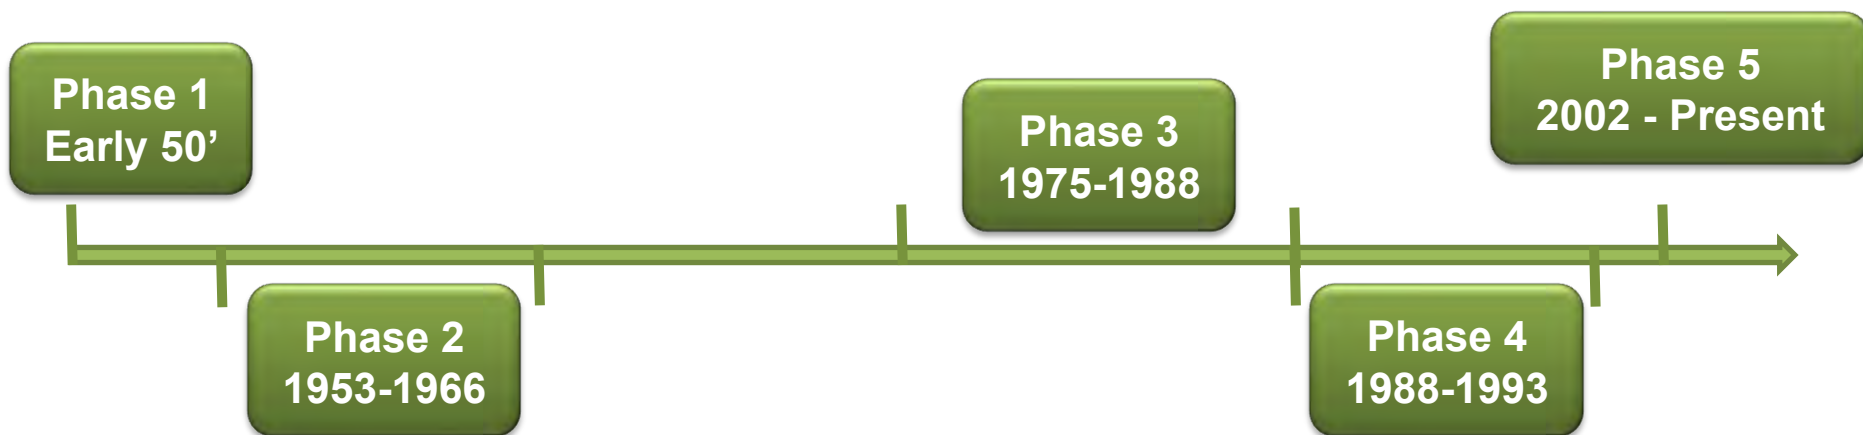 Phase 1
Early 50’
Phase 2
1953-1966
Phase 3
1975-1988
Phase 4
1988-1993
Phase 5
2002 - Present